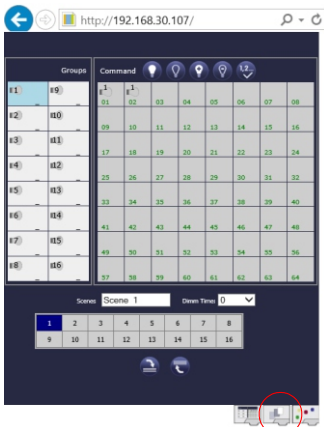 http://192.168.30.107/
Groups Command 1,2..
1) 9)
2) 10
3) 11)
4) 12
5) 13
6) 14
7) 15
8) 16
1 1
01 02 03 04 05 06 07 08
09 10 11 12 13 14 15 16
17 18 19 20 21 22 23 24
25 26 27 28 29 30 31 32
33 34 35 36 37 38 39 40
41 42 43 44 45 46 47 48
49 50 51 52 53 54 55 56
57 58 59 60 61 62 63 64
Scenes Scene 1 Dimm Time: 0
1 2 3 4 5 6 7 8
9 10 11 12 13 14 15 16